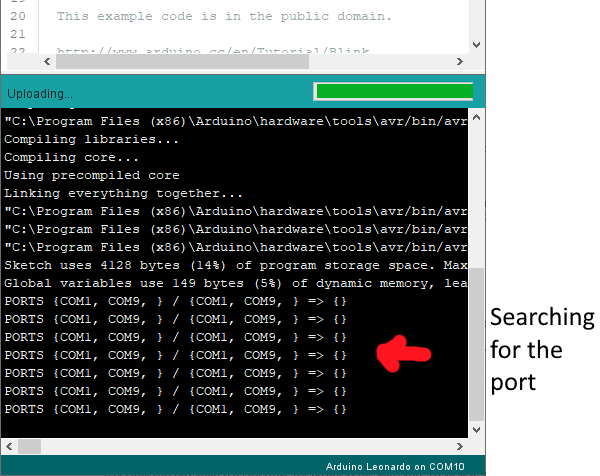 20 This example code is in the public domain.
21
22 http://www.arduino.cc/en/Tutorial/Blink
Uploading...
"C:\Program Files (x86)\Arduino\hardware\tools\avr/bin/avr
Compiling libraries...
Compiling core...
Using precompiled core
Linking everything together...
"C:\Program Files (x86)\Arduino\hardware\tools\avr/bin/avr
"C:\Program Files (x86)\Arduino\hardware\tools\avr/bin/avr
"C:\Program Files (x86)\Arduino\hardware\tools\avr/bin/avr
Sketch uses 4128 bytes (14%) of program storage space. Max
Global variables use 149 bytes (5%) of dynamic memory, lea
PORTS {COM1, COM9, } / {COM1, COM9, } => {}
PORTS {COM1, COM9, } / {COM1, COM9, } => {}
PORTS {COM1, COM9, } / {COM1, COM9, } => {}
PORTS {COM1, COM9, } / {COM1, COM9, } => {}
PORTS {COM1, COM9, } / {COM1, COM9, } => {}
PORTS {COM1, COM9, } / {COM1, COM9, } => {}
PORTS {COM1, COM9, } / {COM1, COM9, } => {}
Searching
for the
port
Arduino Leonardo on COM10